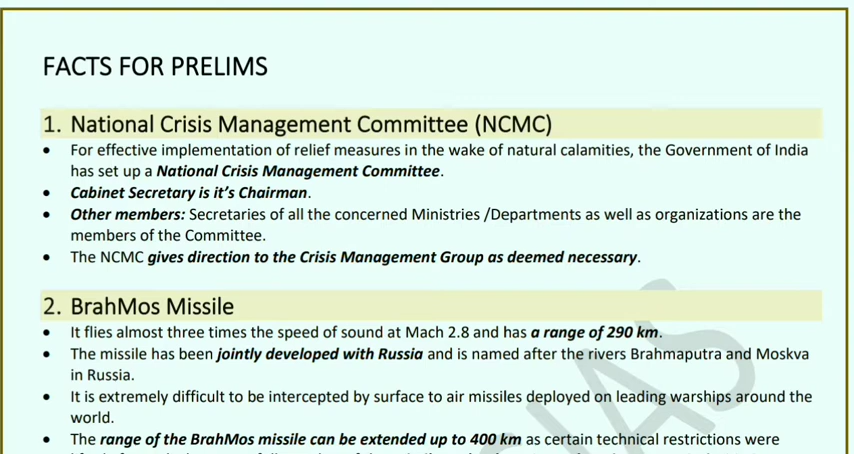 FACTS FOR PRELIMS
1. National Crisis Management Committee (NCMC)
• For effective implementation of relief measures in the wake of natural calamities, the Government of India
has set up a National Crisis Management Committee.
• Cabinet Secretary is it's Chairman.
• Other members: Secretaries of all the concerned Ministries /Departments as well as organizations are the
members of the Committee.
• The NCMC gives direction to the Crisis Management Group as deemed necessary.
2. BrahMos Missile
• It flies almost three times the speed of sound at Mach 2.8 and has a range of 290 km.
• The missile has been jointly developed with Russia and is named after the rivers Brahmaputra and Moskva
in Russia.
• It is extremely difficult to be intercepted by surface to air missiles deployed on leading warships around the
world.
• The range of the BrahMos missile can be extended up to 400 km as certain technical restrictions were